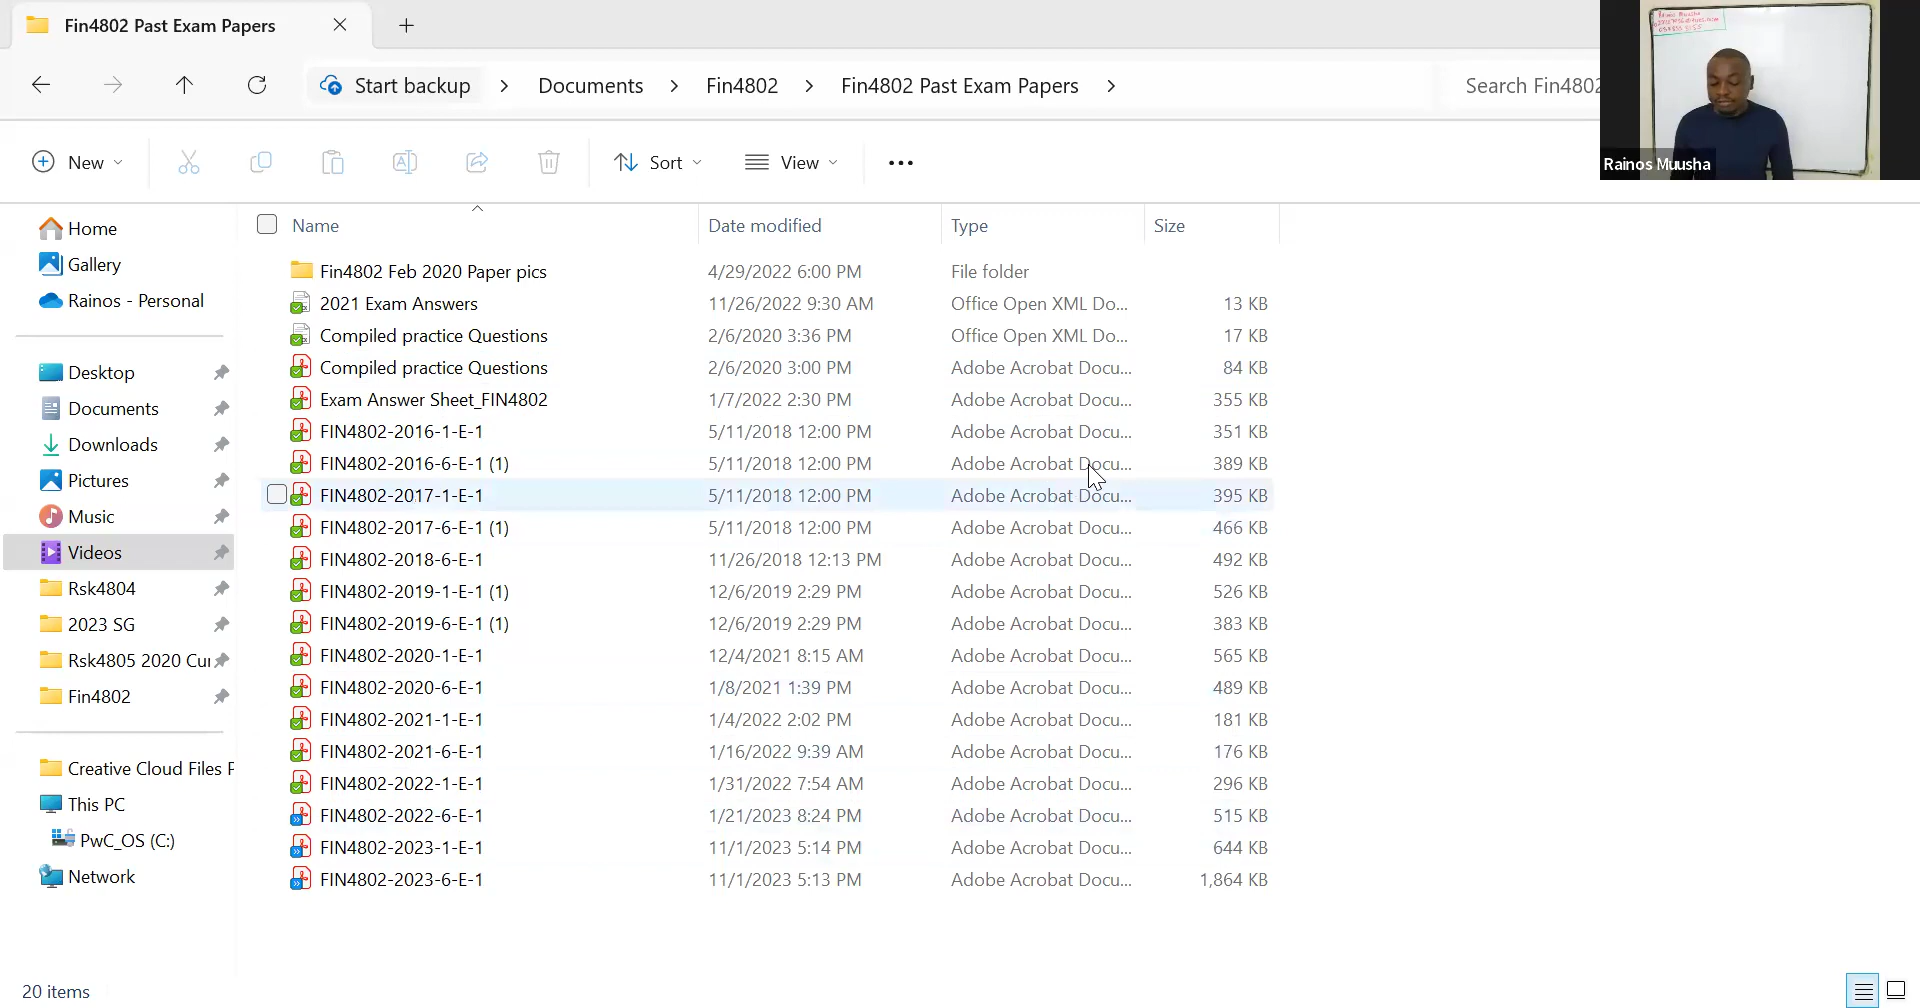 Fin4802 Past Exam Papers
Start backup > Documents > Fin4802 > Fin4802 Past Exam Papers >
Search Fin4802
New
Sort
View
Rainos Muusha
Home
Gallery
Rainos - Personal
Desktop
Documents
Downloads
Pictures
Music
Videos
Rsk4804
2023 SG
Rsk4805 2020 Cur
Fin4802
Creative Cloud Files F
This PC
PwC_OS (C:)
Network
Name Date modified Type Size
Fin4802 Feb 2020 Paper pics 4/29/2022 6:00 PM File folder
2021 Exam Answers 11/26/2022 9:30 AM Office Open XML Do... 13 KB
Compiled practice Questions 2/6/2020 3:36 PM Office Open XML Do... 17 KB
Compiled practice Questions 2/6/2020 3:00 PM Adobe Acrobat Docu... 84 KB
Exam Answer Sheet_FIN4802 1/7/2022 2:30 PM Adobe Acrobat Docu... 355 KB
FIN4802-2016-1-E-1 5/11/2018 12:00 PM Adobe Acrobat Docu... 351 KB
FIN4802-2016-6-E-1 (1) 5/11/2018 12:00 PM Adobe Acrobat Docu... 389 KB
FIN4802-2017-1-E-1 5/11/2018 12:00 PM Adobe Acrobat Docu... 395 KB
FIN4802-2017-6-E-1 (1) 5/11/2018 12:00 PM Adobe Acrobat Docu... 466 KB
FIN4802-2018-6-E-1 11/26/2018 12:13 PM Adobe Acrobat Docu... 492 KB
FIN4802-2019-1-E-1 (1) 12/6/2019 2:29 PM Adobe Acrobat Docu... 526 KB
FIN4802-2019-6-E-1 (1) 12/6/2019 2:29 PM Adobe Acrobat Docu... 383 KB
FIN4802-2020-1-E-1 12/4/2021 8:15 AM Adobe Acrobat Docu... 565 KB
FIN4802-2020-6-E-1 1/8/2021 1:39 PM Adobe Acrobat Docu... 489 KB
FIN4802-2021-1-E-1 1/4/2022 2:02 PM Adobe Acrobat Docu... 181 KB
FIN4802-2021-6-E-1 1/16/2022 9:39 AM Adobe Acrobat Docu... 176 KB
FIN4802-2022-1-E-1 1/31/2022 7:54 AM Adobe Acrobat Docu... 296 KB
FIN4802-2022-6-E-1 1/21/2023 8:24 PM Adobe Acrobat Docu... 515 KB
FIN4802-2023-1-E-1 11/1/2023 5:14 PM Adobe Acrobat Docu... 644 KB
FIN4802-2023-6-E-1 11/1/2023 5:13 PM Adobe Acrobat Docu... 1,864 KB
20 items